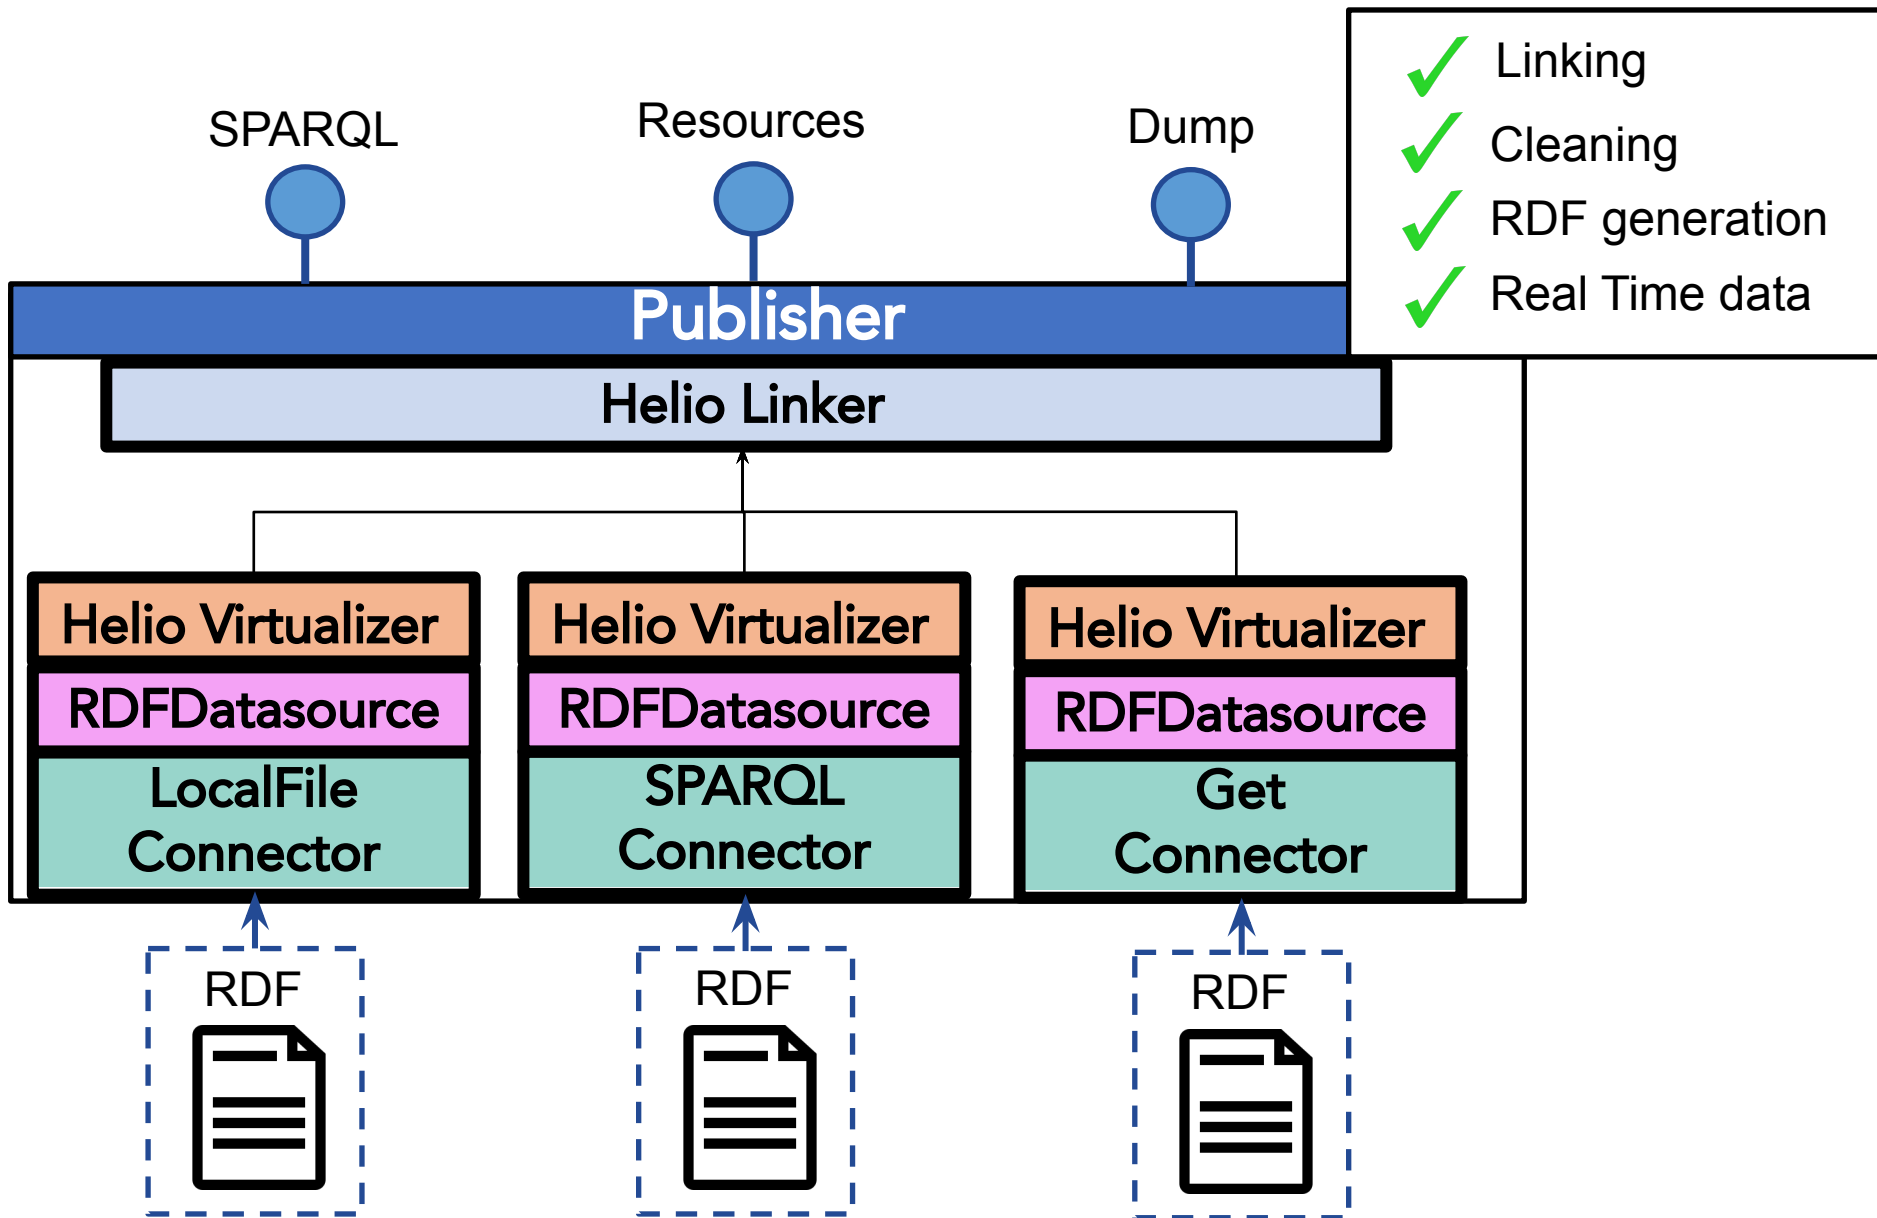 Linking
Cleaning
RDF generation
Real Time data
SPARQL
Resources
Dump
Publisher
Helio Linker
Helio Virtualizer
RDFDatasource
LocalFile
Connector
Helio Virtualizer
RDFDatasource
SPARQL
Connector
Helio Virtualizer
RDFDatasource
Get
Connector
RDF
RDF
RDF